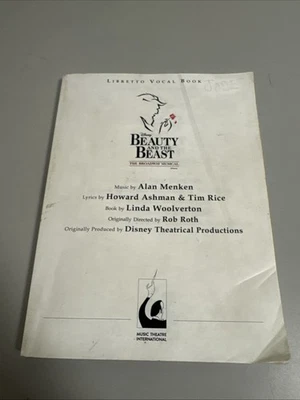 LIBRETTO VOCAL BOOK
Disney
BEAUTY
AND THE
BEAST
THE BROADWAY MUSICAL
Music by Alan Menken
Lyrics by Howard Ashman & Tim Rice
Book by Linda Woolverton
Originally Directed by Rob Roth
Originally Produced by Disney Theatrical Productions
MUSIC THEATRE
INTERNATIONAL